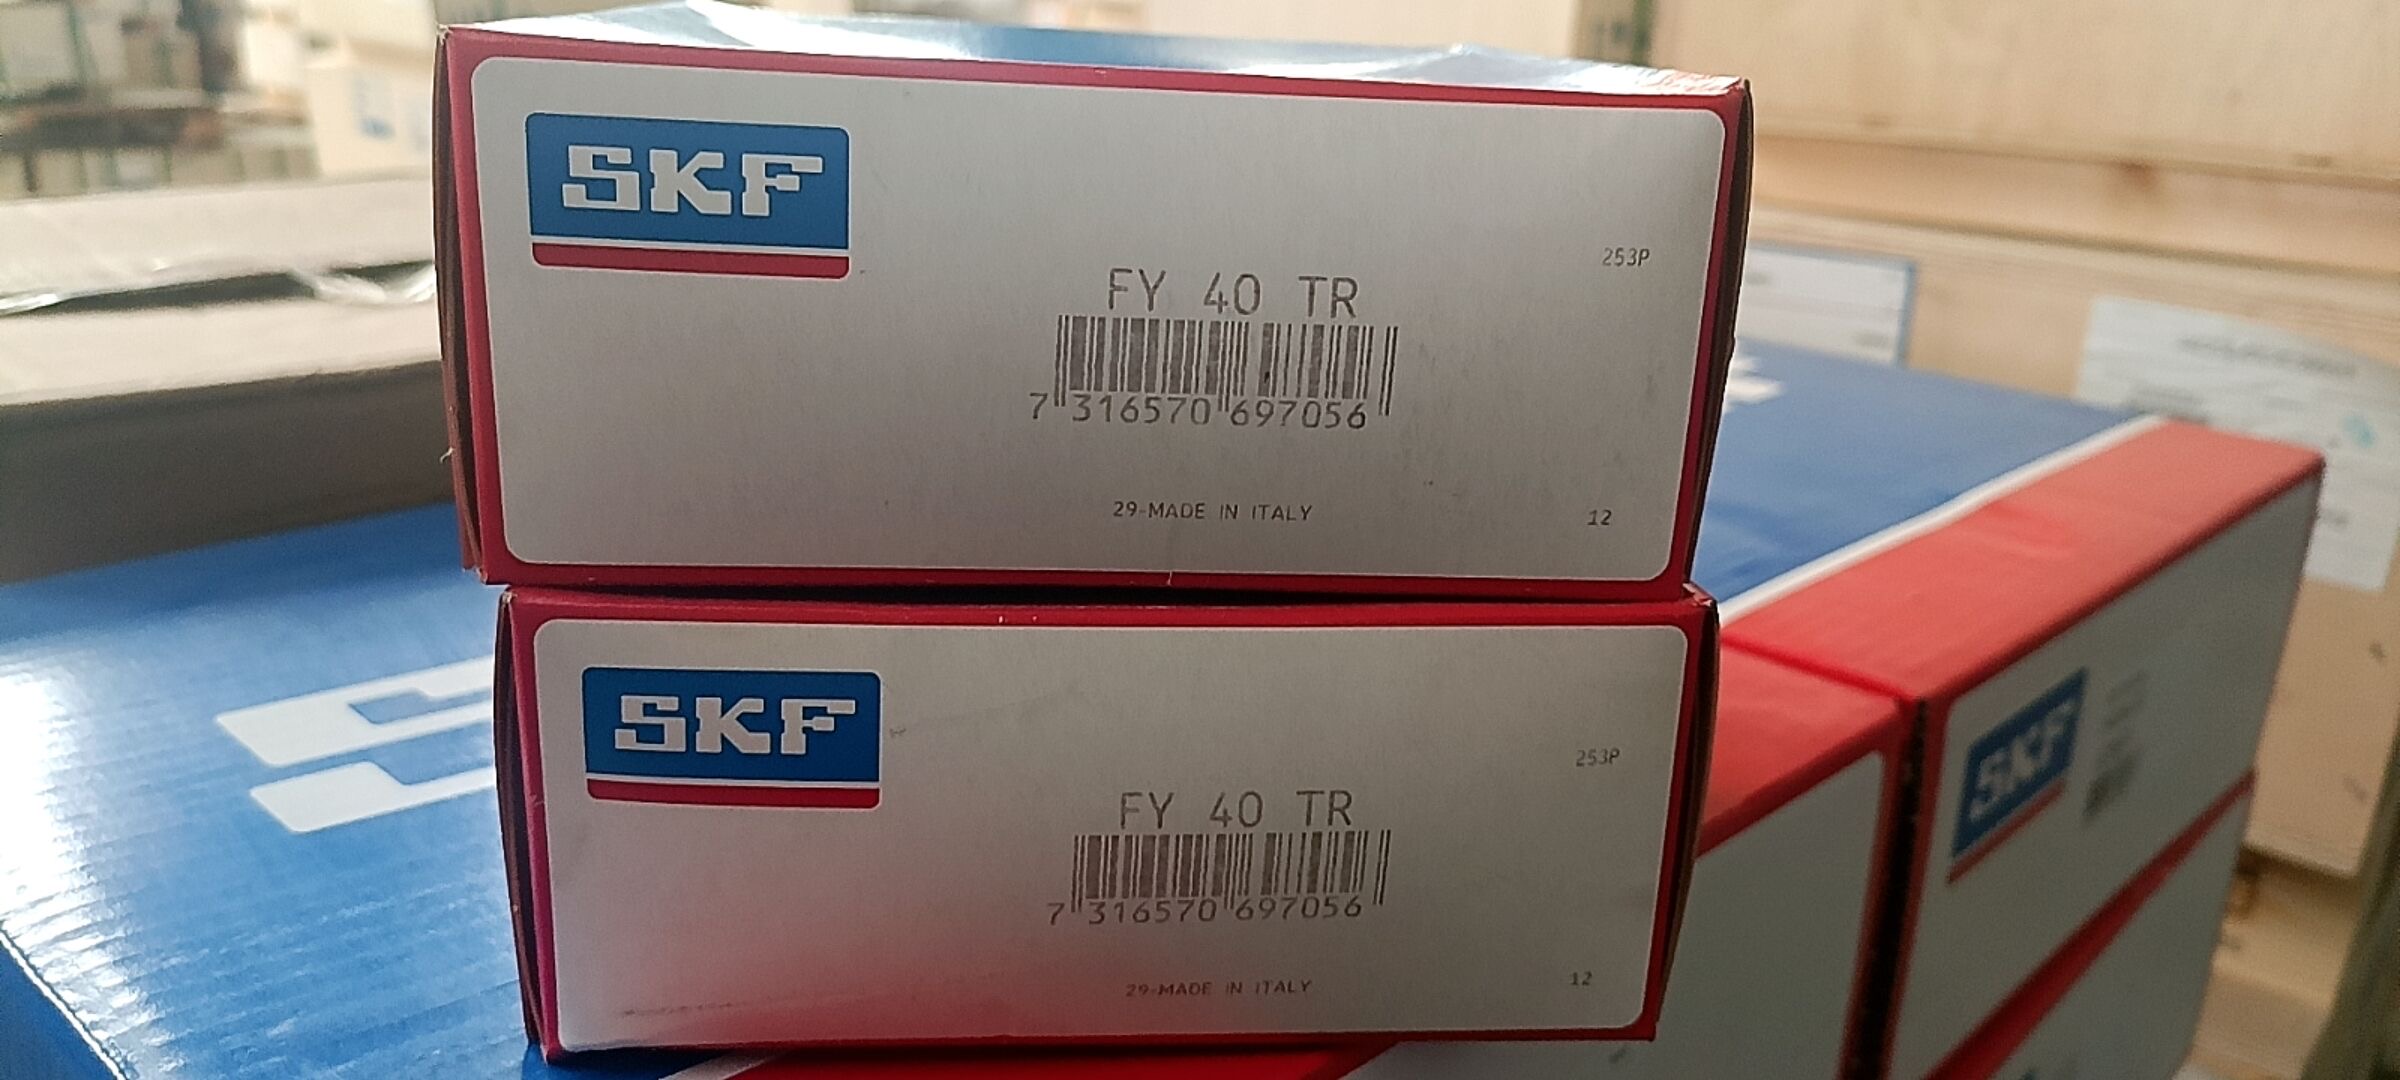 SKF
253P
FY 40 TR
7 316570 697056
29-MADE IN ITALY
12
SKF
253P
FY 40 TR
7 316570 697056
29-MADE IN ITALY
12
SKF